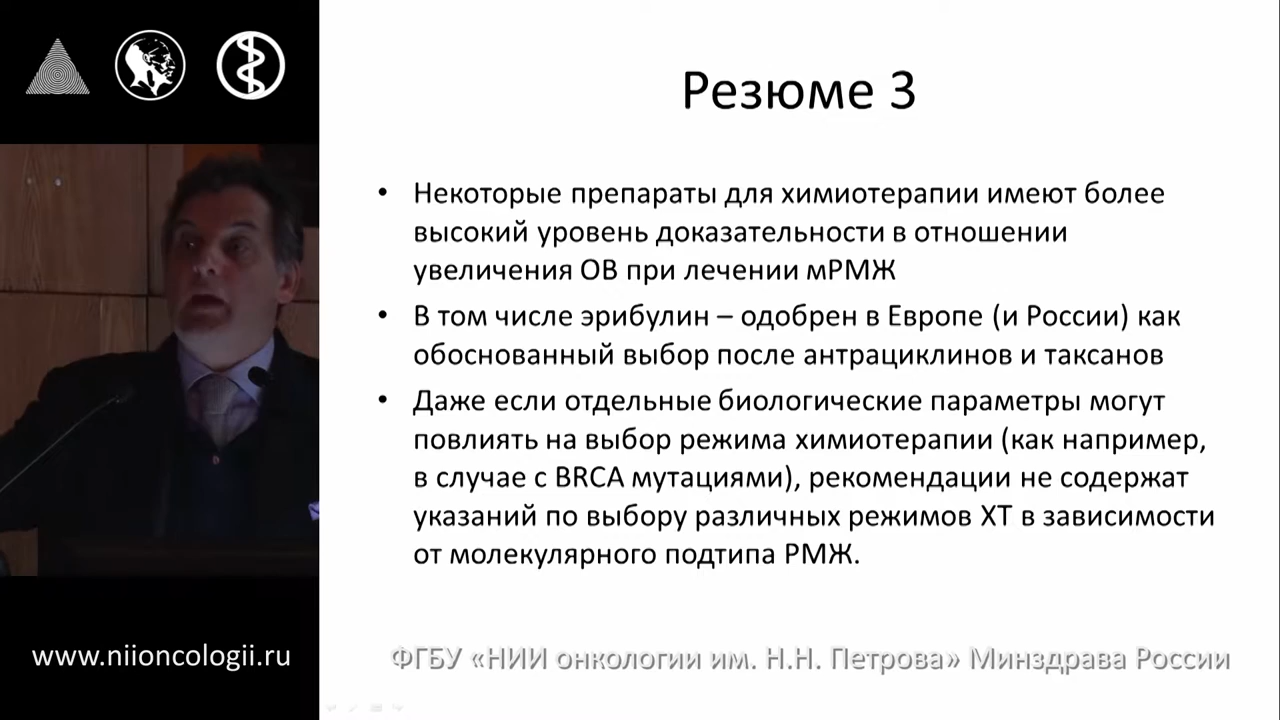 Резюме 3
• Некоторые препараты для химиотерапии имеют более
высокий уровень доказательности в отношении
увеличения ОВ при лечении мРМЖ
• В том числе эрибулин – одобрен в Европе (и России) как
обоснованный выбор после антрациклинов и таксанов
• Даже если отдельные биологические параметры могут
повлиять на выбор режима химиотерапии (как например,
в случае с BRCA мутациями), рекомендации не содержат
указаний по выбору различных режимов ХТ в зависимости
от молекулярного подтипа РМЖ.
www.niioncologii.ru
ФГБУ «НИИ онкологии им. Н.Н. Петрова» Минздрава России